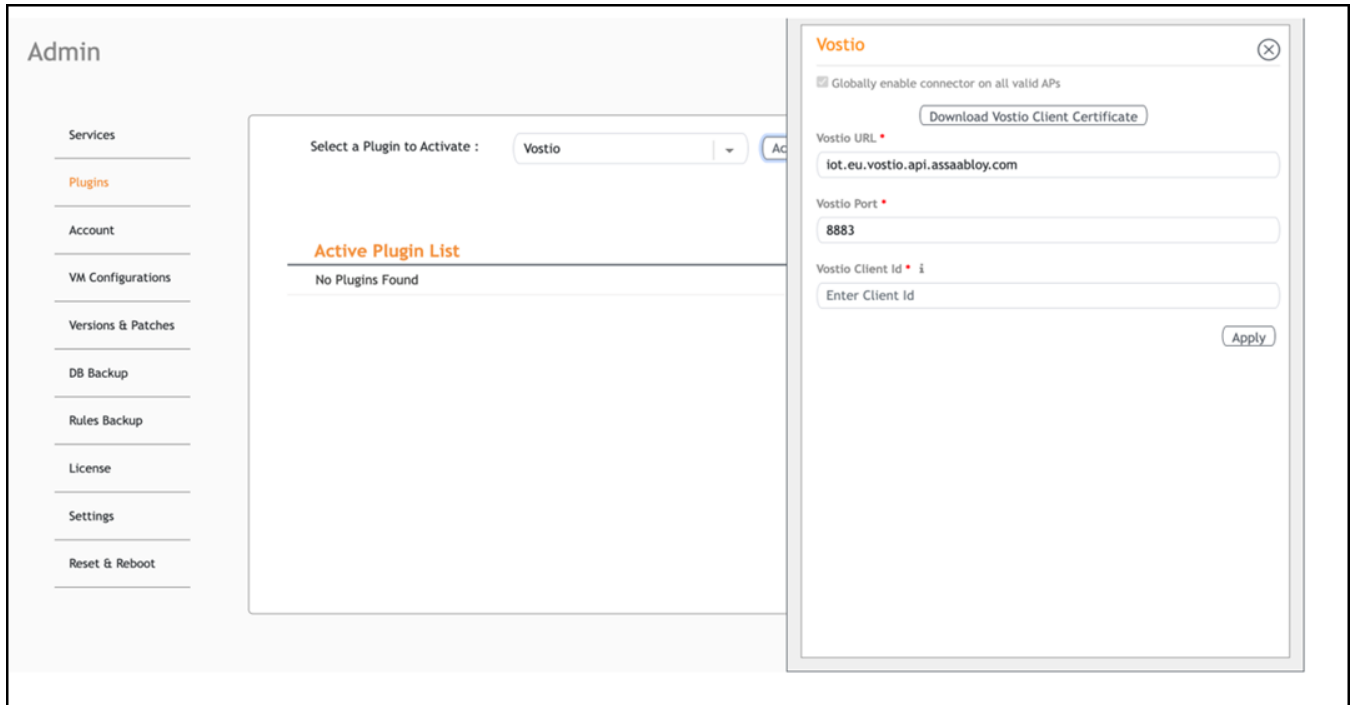 Admin
Services
Plugins
Account
VM Configurations
Versions & Patches
DB Backup
Rules Backup
License
Settings
Reset & Reboot
Select a Plugin to Activate :
Vostio
Ac
Active Plugin List
No Plugins Found
Vostio
Globally enable connector on all valid APs
Download Vostio Client Certificate
Vostio URL *
iot.eu.vostio.api.assaabloy.com
Vostio Port *
8883
Vostio Client Id * i
Enter Client Id
Apply